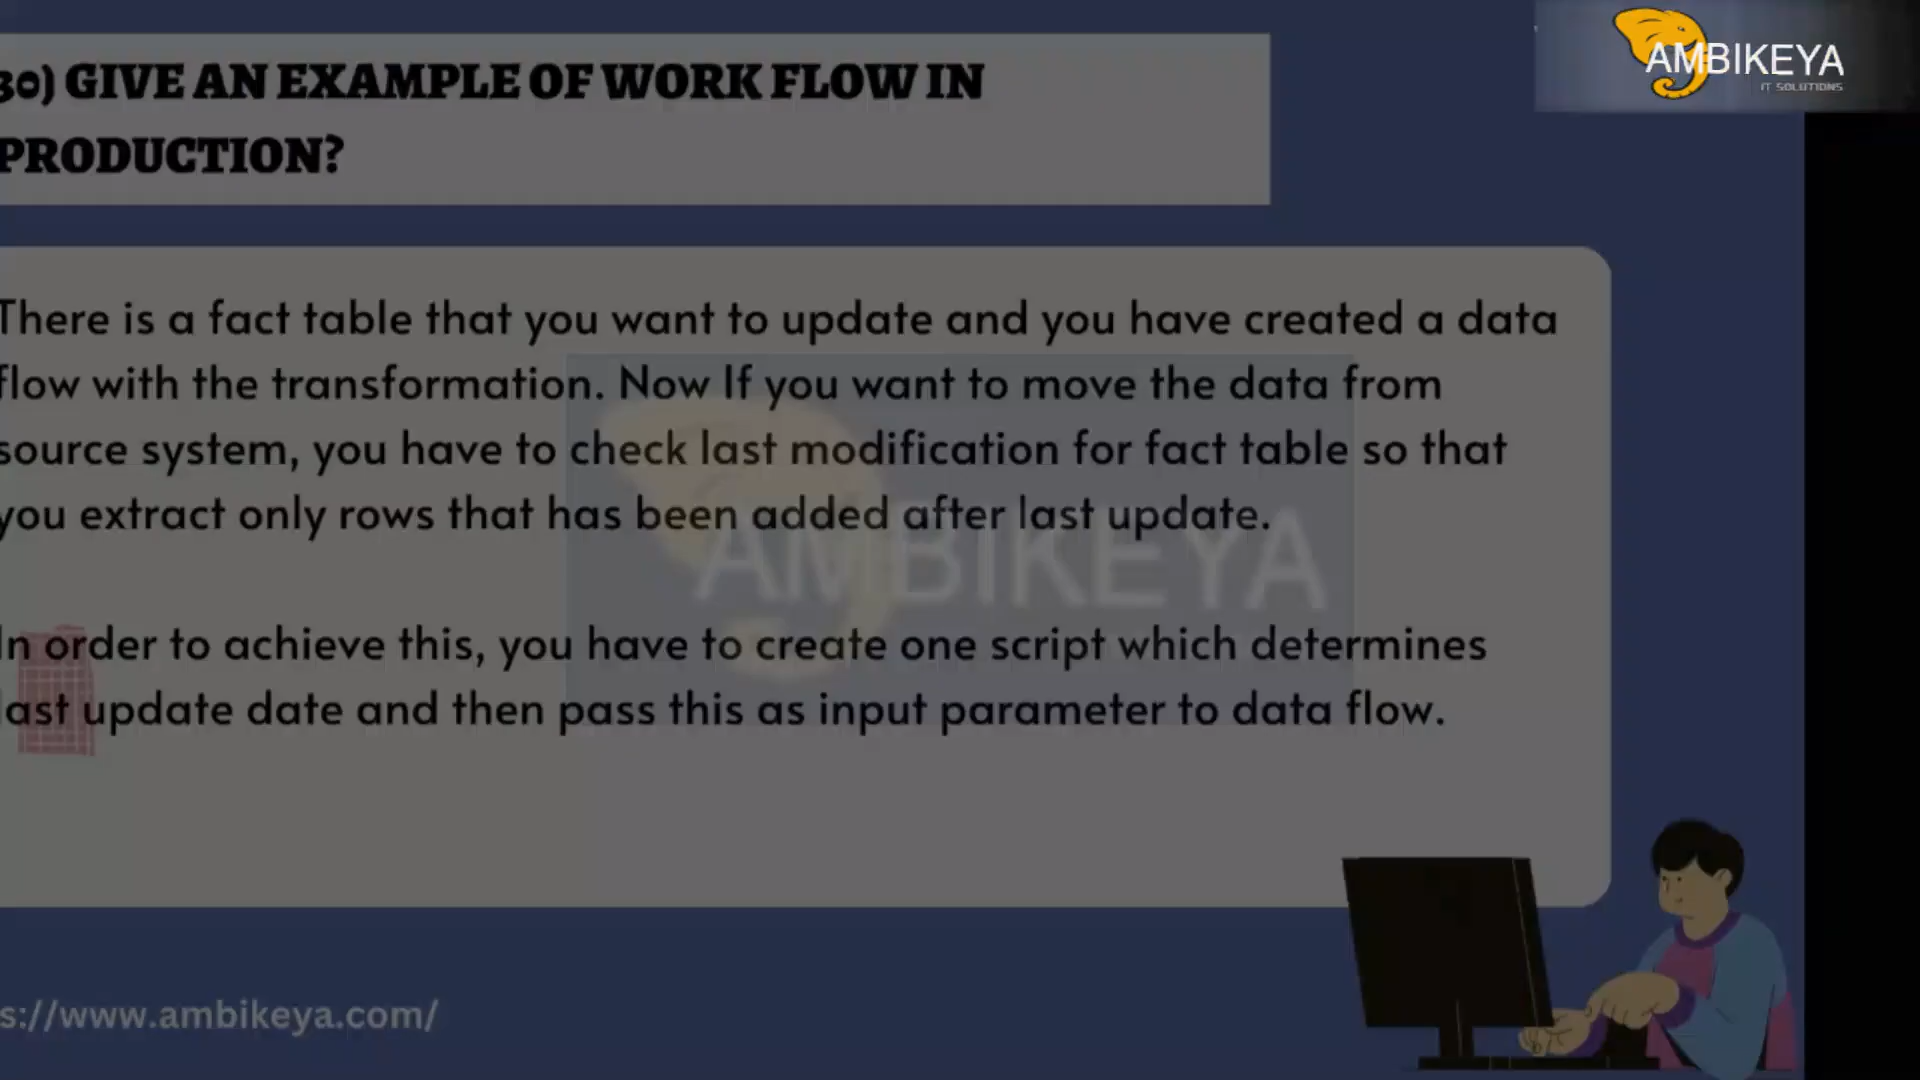 30) GIVE AN EXAMPLE OF WORK FLOW IN
PRODUCTION?
AMBIKEYA
IT SOLUTIONS
There is a fact table that you want to update and you have created a data
flow with the transformation. Now If you want to move the data from
source system, you have to check last modification for fact table so that
you extract only rows that has been added after last update.
AMBIKEYA
In order to achieve this, you have to create one script which determines
last update date and then pass this as input parameter to data flow.
s://www.ambikeya.com/